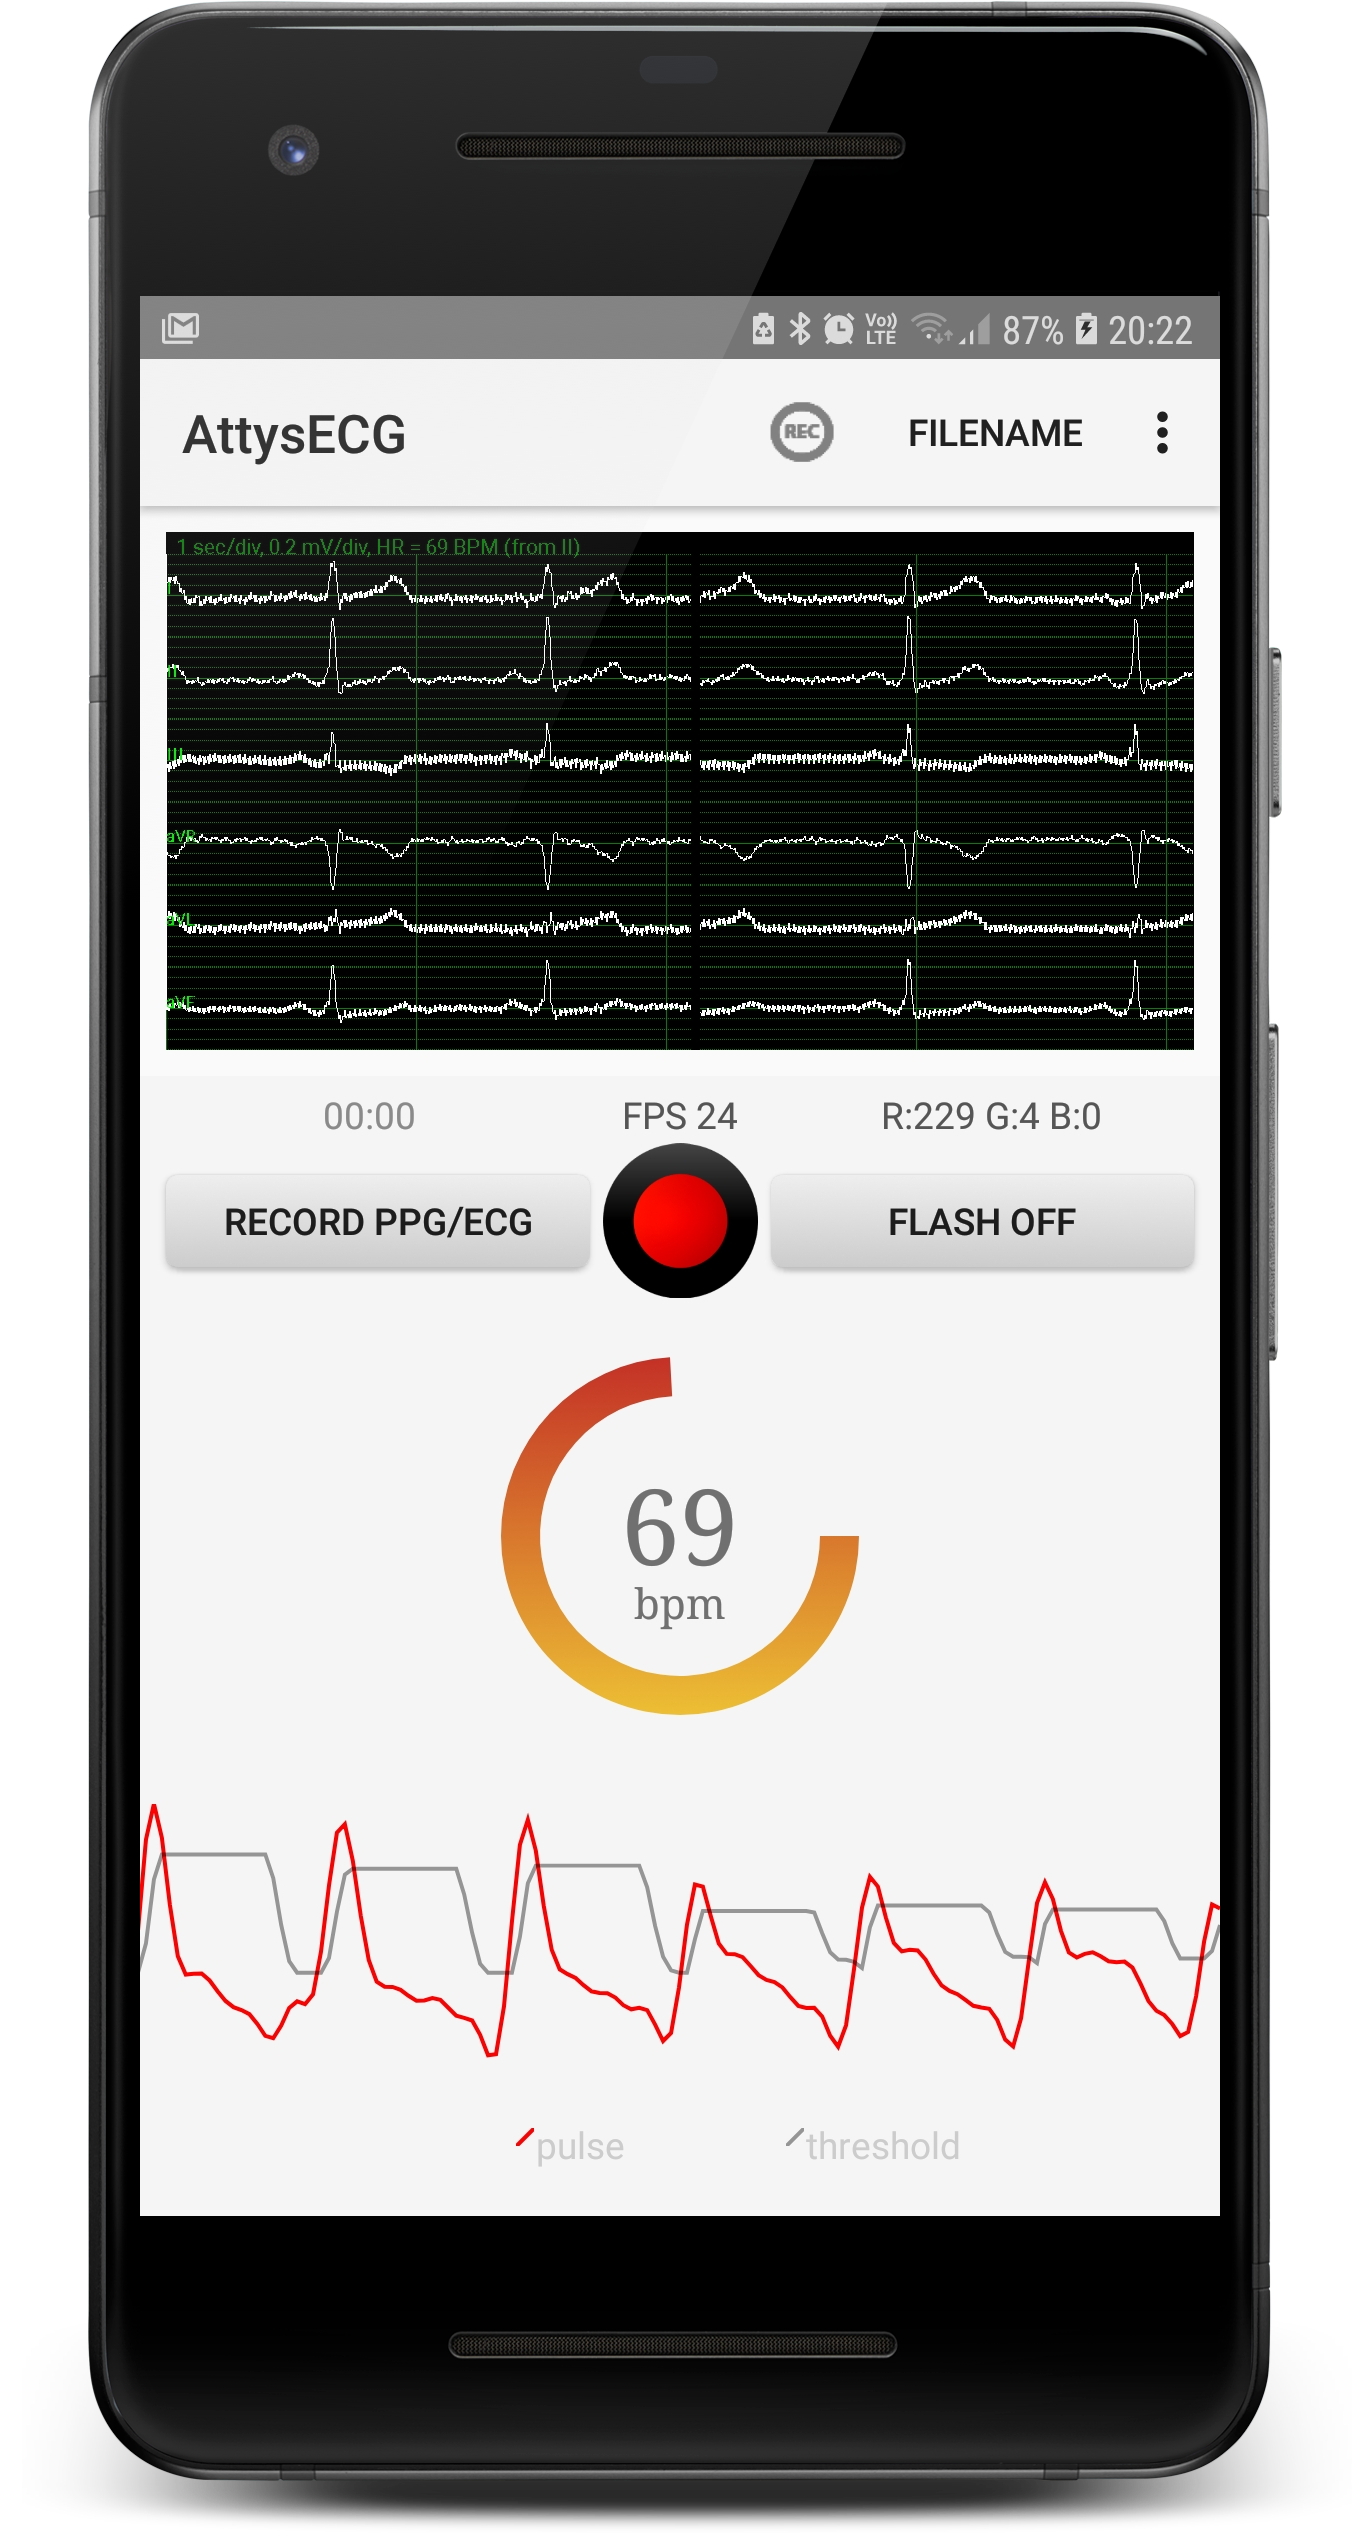 Vo))
LTE
87%
20:22
AttysECG
REC
FILENAME
1 sec/div, 0.2 mV/div, HR = 69 BPM (from II)
I
II
III
aVR
aVL
aVF
00:00
FPS 24
R:229 G:4 B:0
RECORD PPG/ECG
FLASH OFF
69
bpm
pulse
threshold